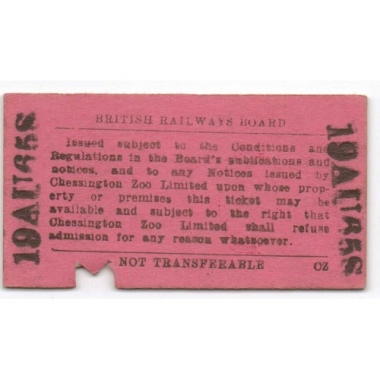 BRITISH RAILWAYS BOARD
Issued subject to the Conditions and
Regulations in the Board's publications and
notices, and to any Notices issued by
Chessington Zoo Limited upon whose prop-
erty or premises this ticket may be
available and subject to the right that
Chessington Zoo Limited shall refuse
admission for any reason whatsoever.
NOT TRANSFERABLE OZ
19AU65S
19AU65S